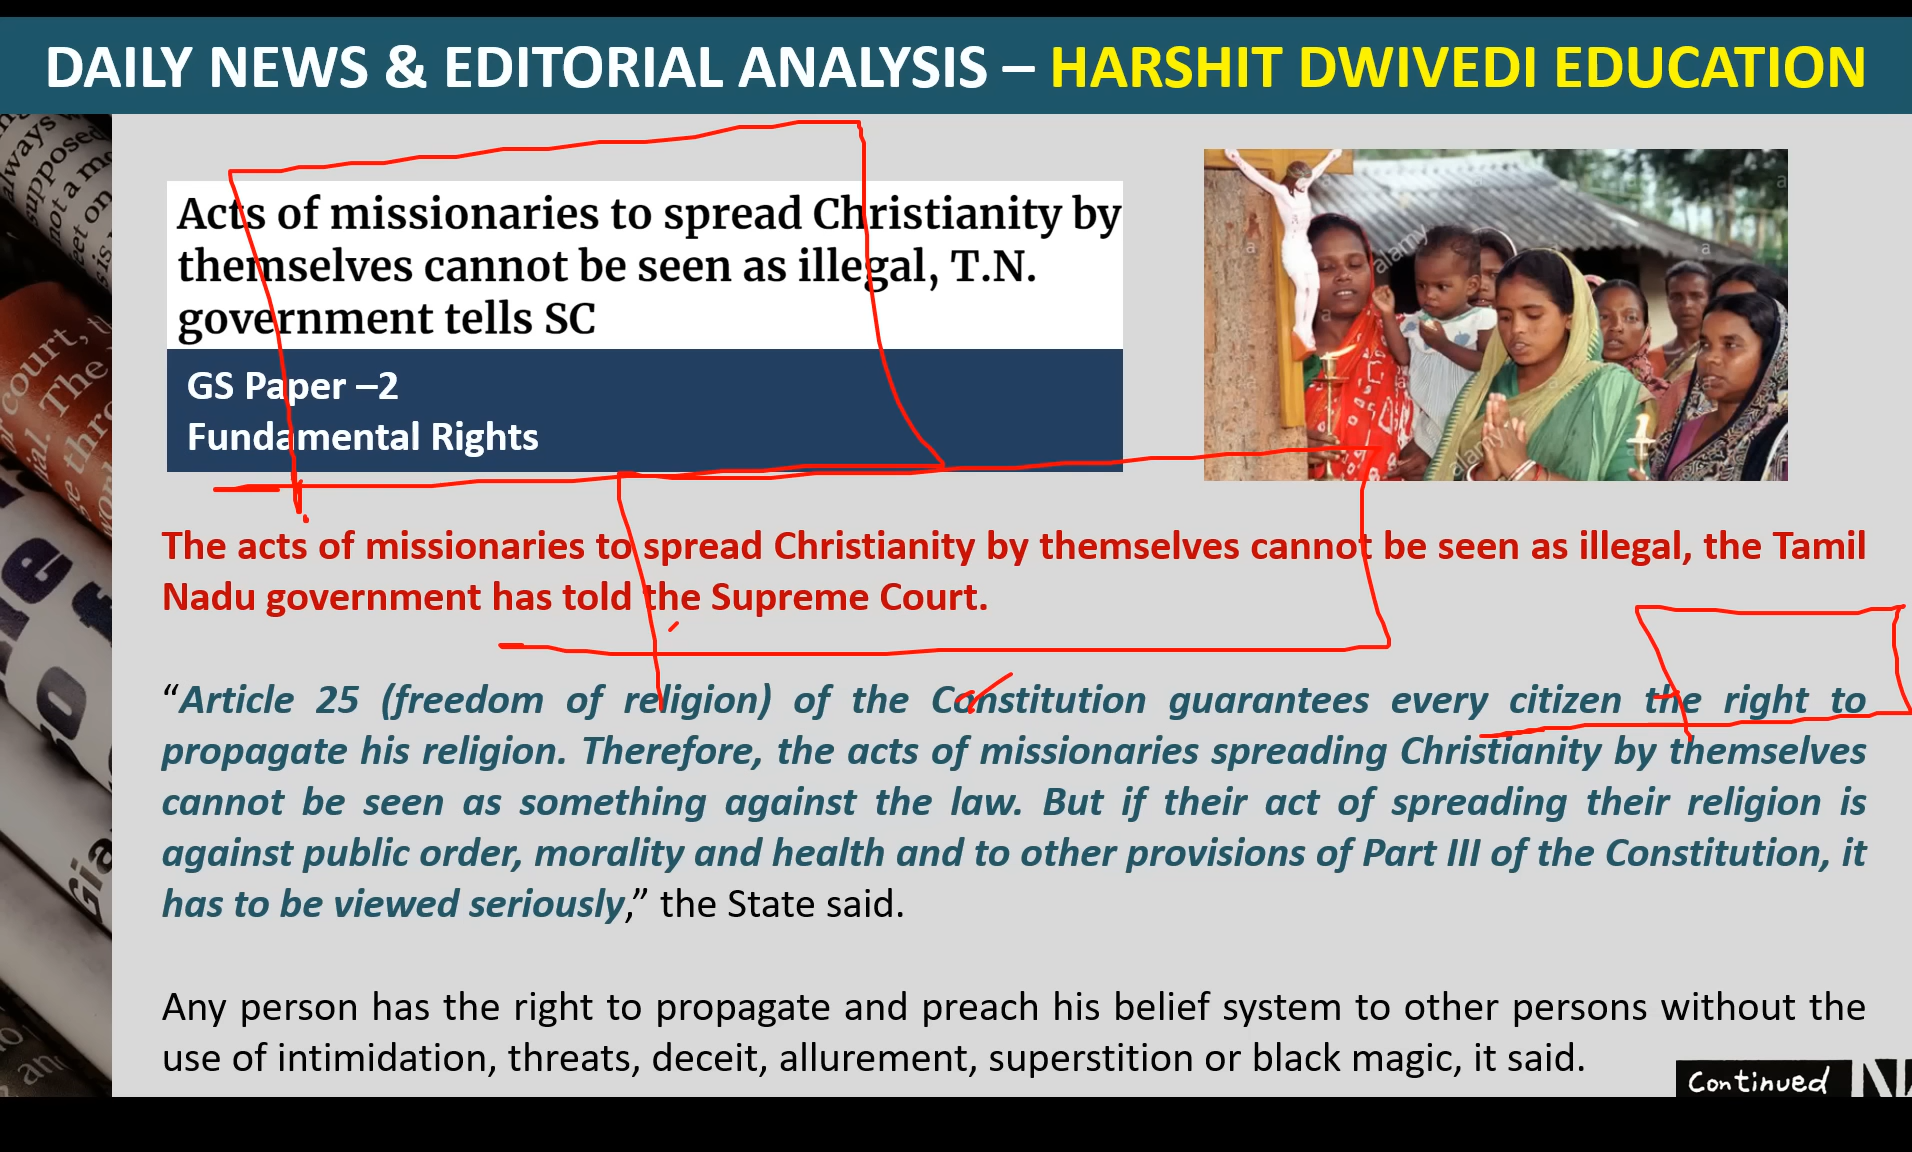 DAILY NEWS & EDITORIAL ANALYSIS – HARSHIT DWIVEDI EDUCATION
Acts of missionaries to spread Christianity by
themselves cannot be seen as illegal, T.N.
government tells SC
GS Paper –2
Fundamental Rights
The acts of missionaries to spread Christianity by themselves cannot be seen as illegal, the Tamil
Nadu government has told the Supreme Court.
“Article 25 (freedom of religion) of the Constitution guarantees every citizen the right to
propagate his religion. Therefore, the acts of missionaries spreading Christianity by themselves
cannot be seen as something against the law. But if their act of spreading their religion is
against public order, morality and health and to other provisions of Part III of the Constitution, it
has to be viewed seriously,” the State said.
Any person has the right to propagate and preach his belief system to other persons without the
use of intimidation, threats, deceit, allurement, superstition or black magic, it said.
Continued
alamy
alamy